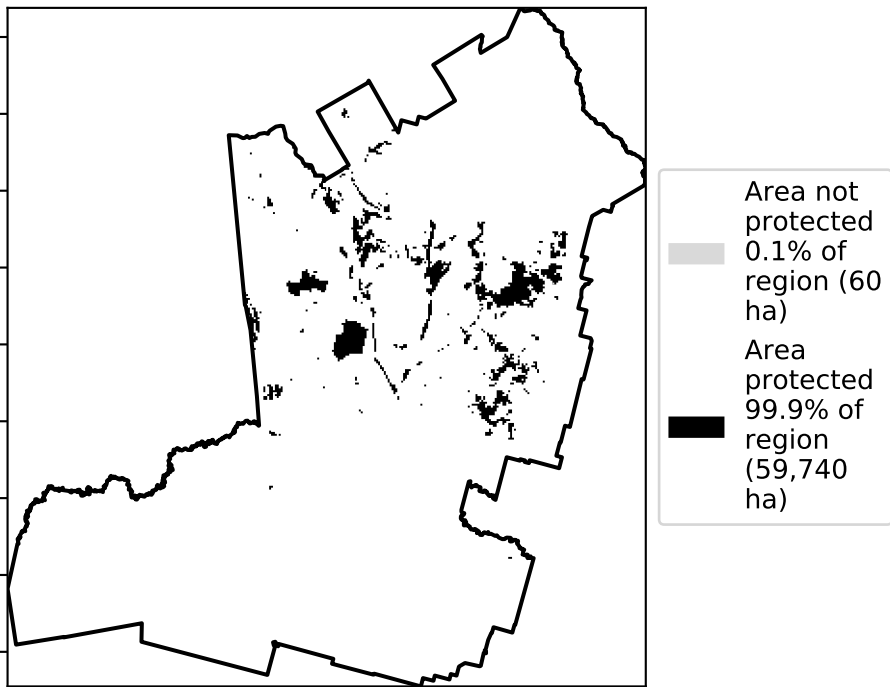 Area not
protected
0.1% of
region (60
ha)
Area
protected
99.9% of
region
(59,740
ha)